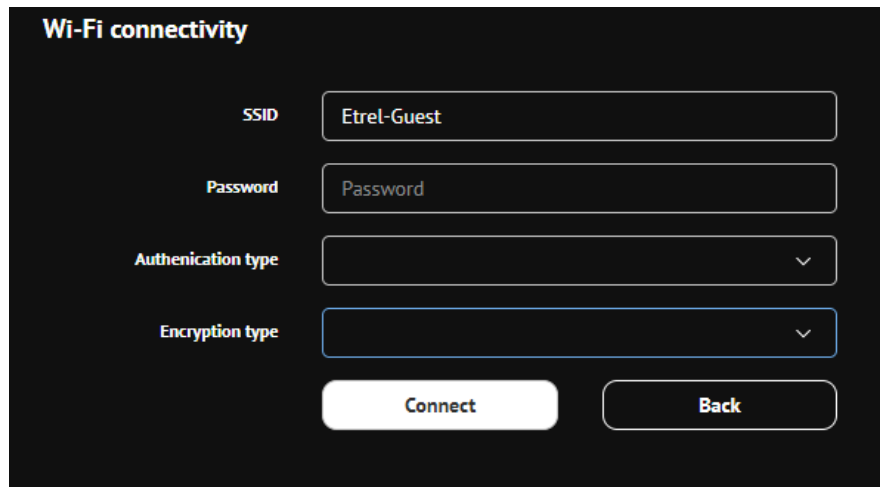 Wi-Fi connectivity
SSID Etrel-Guest
Password Password
Authenication type
Encryption type
Connect Back